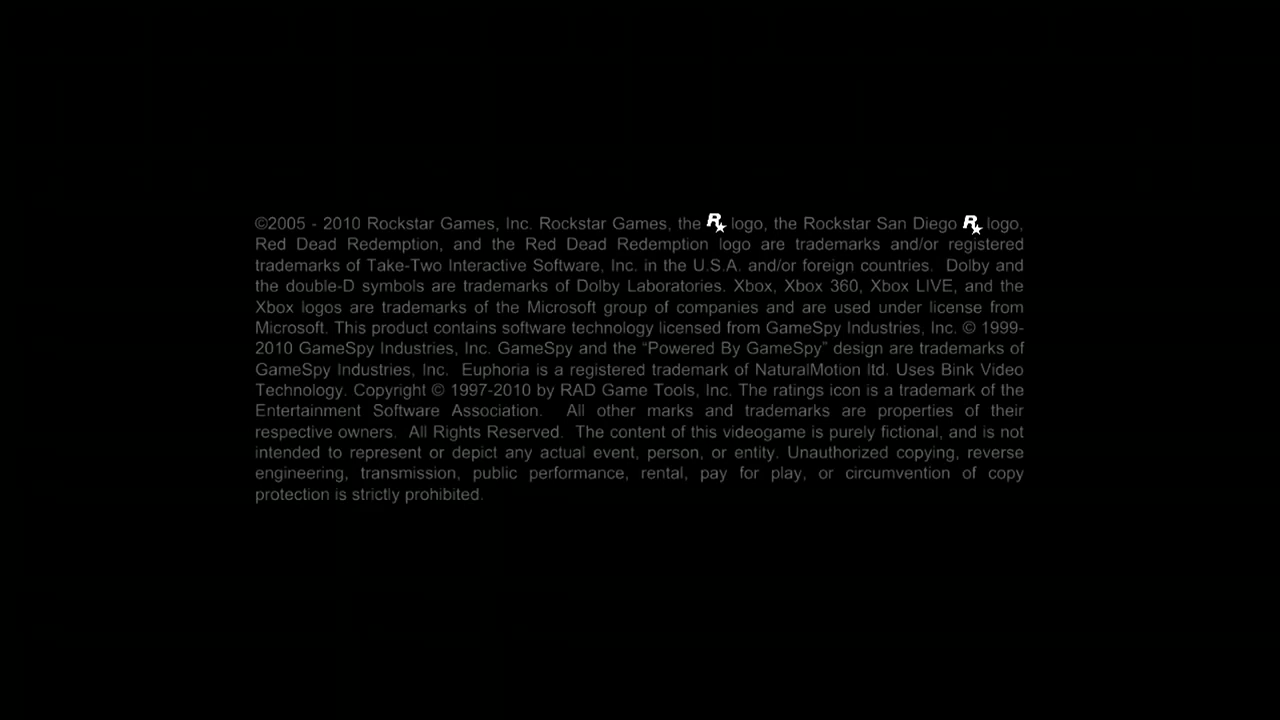 ©2005 - 2010 Rockstar Games, Inc. Rockstar Games, the R logo, the Rockstar San Diego R logo,
Red Dead Redemption, and the Red Dead Redemption logo are trademarks and/or registered
trademarks of Take-Two Interactive Software, Inc. in the U.S.A. and/or foreign countries. Dolby and
the double-D symbols are trademarks of Dolby Laboratories. Xbox, Xbox 360, Xbox LIVE, and the
Xbox logos are trademarks of the Microsoft group of companies and are used under license from
Microsoft. This product contains software technology licensed from GameSpy Industries, Inc. © 1999-
2010 GameSpy Industries, Inc. GameSpy and the “Powered By GameSpy” design are trademarks of
GameSpy Industries, Inc. Euphoria is a registered trademark of NaturalMotion ltd. Uses Bink Video
Technology. Copyright © 1997-2010 by RAD Game Tools, Inc. The ratings icon is a trademark of the
Entertainment Software Association. All other marks and trademarks are properties of their
respective owners. All Rights Reserved. The content of this videogame is purely fictional, and is not
intended to represent or depict any actual event, person, or entity. Unauthorized copying, reverse
engineering, transmission, public performance, rental, pay for play, or circumvention of copy
protection is strictly prohibited.